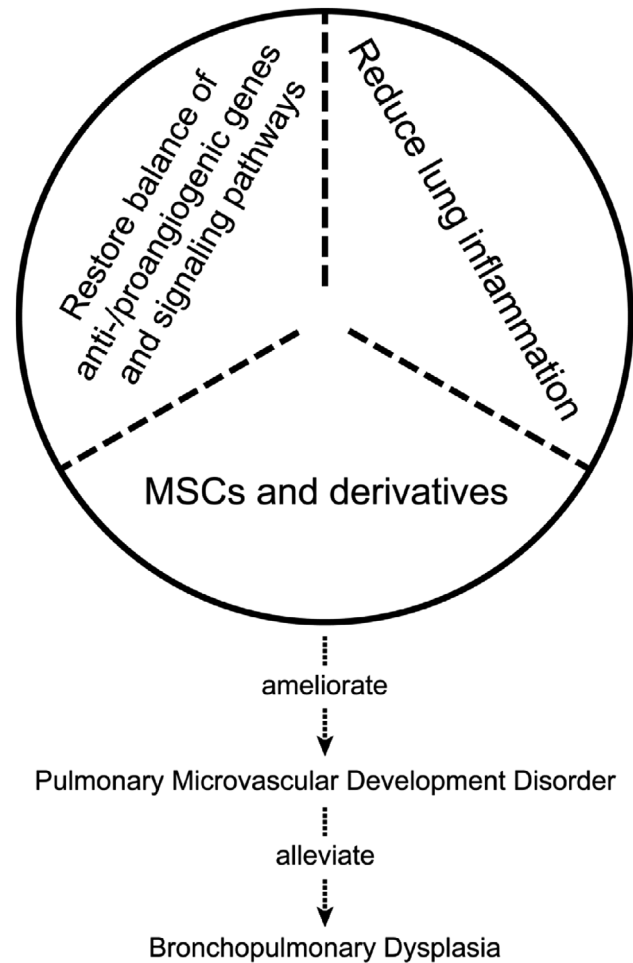 Restore balance of
anti-/proangiogenic genes
and signaling pathways
Reduce lung inflammation
MSCs and derivatives
ameliorate
Pulmonary Microvascular Development Disorder
alleviate
Bronchopulmonary Dysplasia